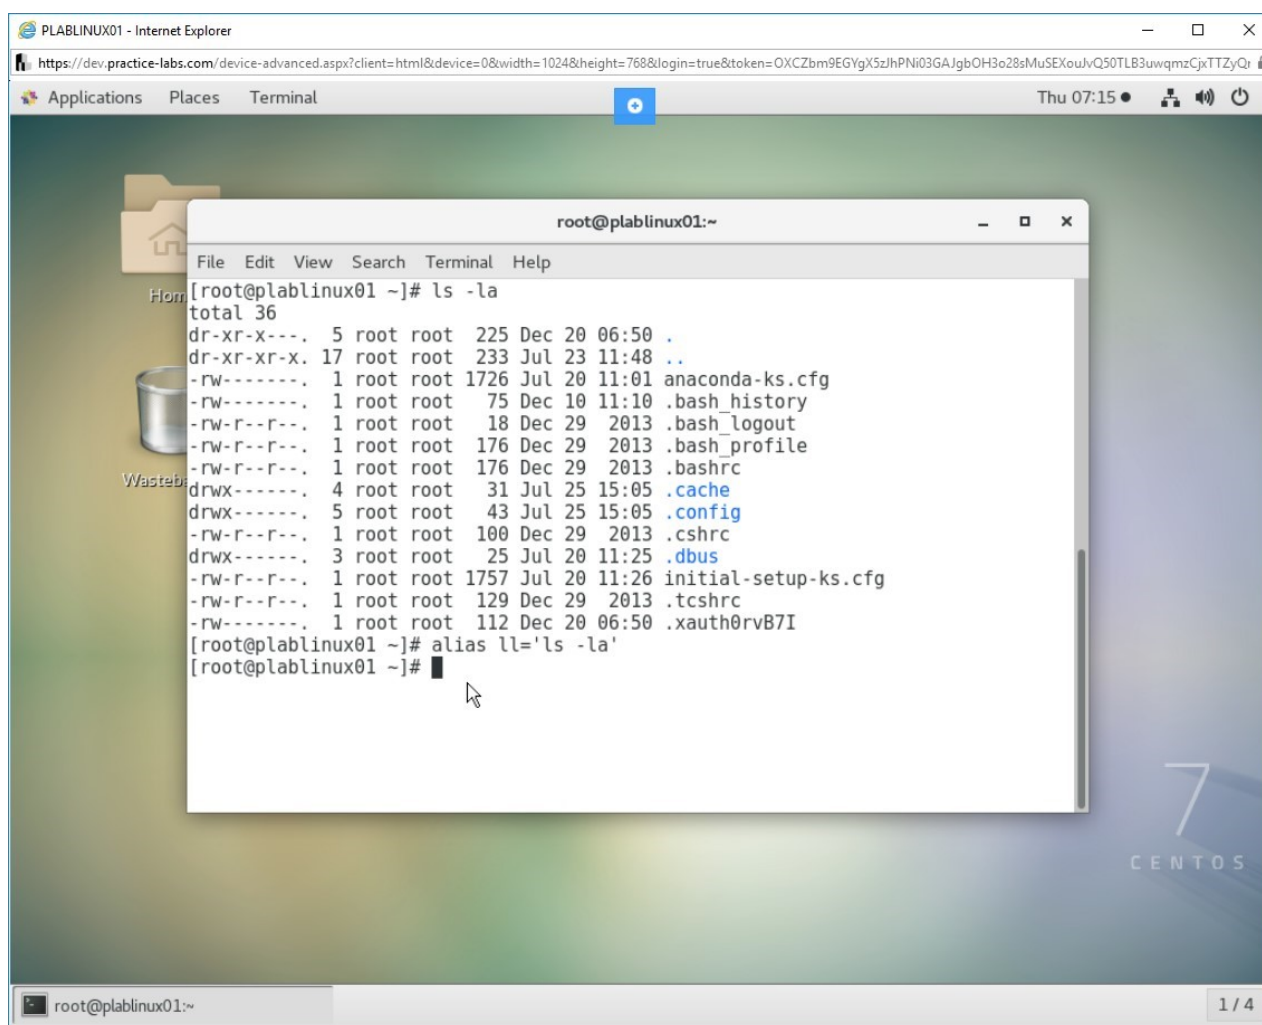 PLABLINUX01 - Internet Explorer
https://dev.practice-labs.com/device-advanced.aspx?client=html&device=0&width=1024&height=768&login=true&token=
Applications Places Terminal Thu 07:15
root@plablinux01:~
File Edit View Search Terminal Help
[root@plablinux01 ~]# ls -la
total 36
dr-xr-x---. 5 root root 225 Dec 20 06:50 .
dr-xr-xr-x. 17 root root 233 Jul 23 11:48 ..
-rw-------. 1 root root 1726 Jul 20 11:01 anaconda-ks.cfg
-rw-------. 1 root root 75 Dec 10 11:10 .bash_history
-rw-r--r--. 1 root root 18 Dec 29 2013 .bash_logout
-rw-r--r--. 1 root root 176 Dec 29 2013 .bash_profile
-rw-r--r--. 1 root root 176 Dec 29 2013 .bashrc
drwx------. 4 root root 31 Jul 25 15:05 .cache
drwx------. 5 root root 43 Jul 25 15:05 .config
-rw-r--r--. 1 root root 100 Dec 29 2013 .cshrc
drwx------. 3 root root 25 Jul 20 11:25 .dbus
-rw-r--r--. 1 root root 1757 Jul 20 11:26 initial-setup-ks.cfg
-rw-r--r--. 1 root root 129 Dec 29 2013 .tcshrc
-rw-------. 1 root root 112 Dec 20 06:50 .xauth0rvB7I
[root@plablinux01 ~]# alias ll='ls -la'
[root@plablinux01 ~]#
7
CENTOS
root@plablinux01:~ 1 / 4